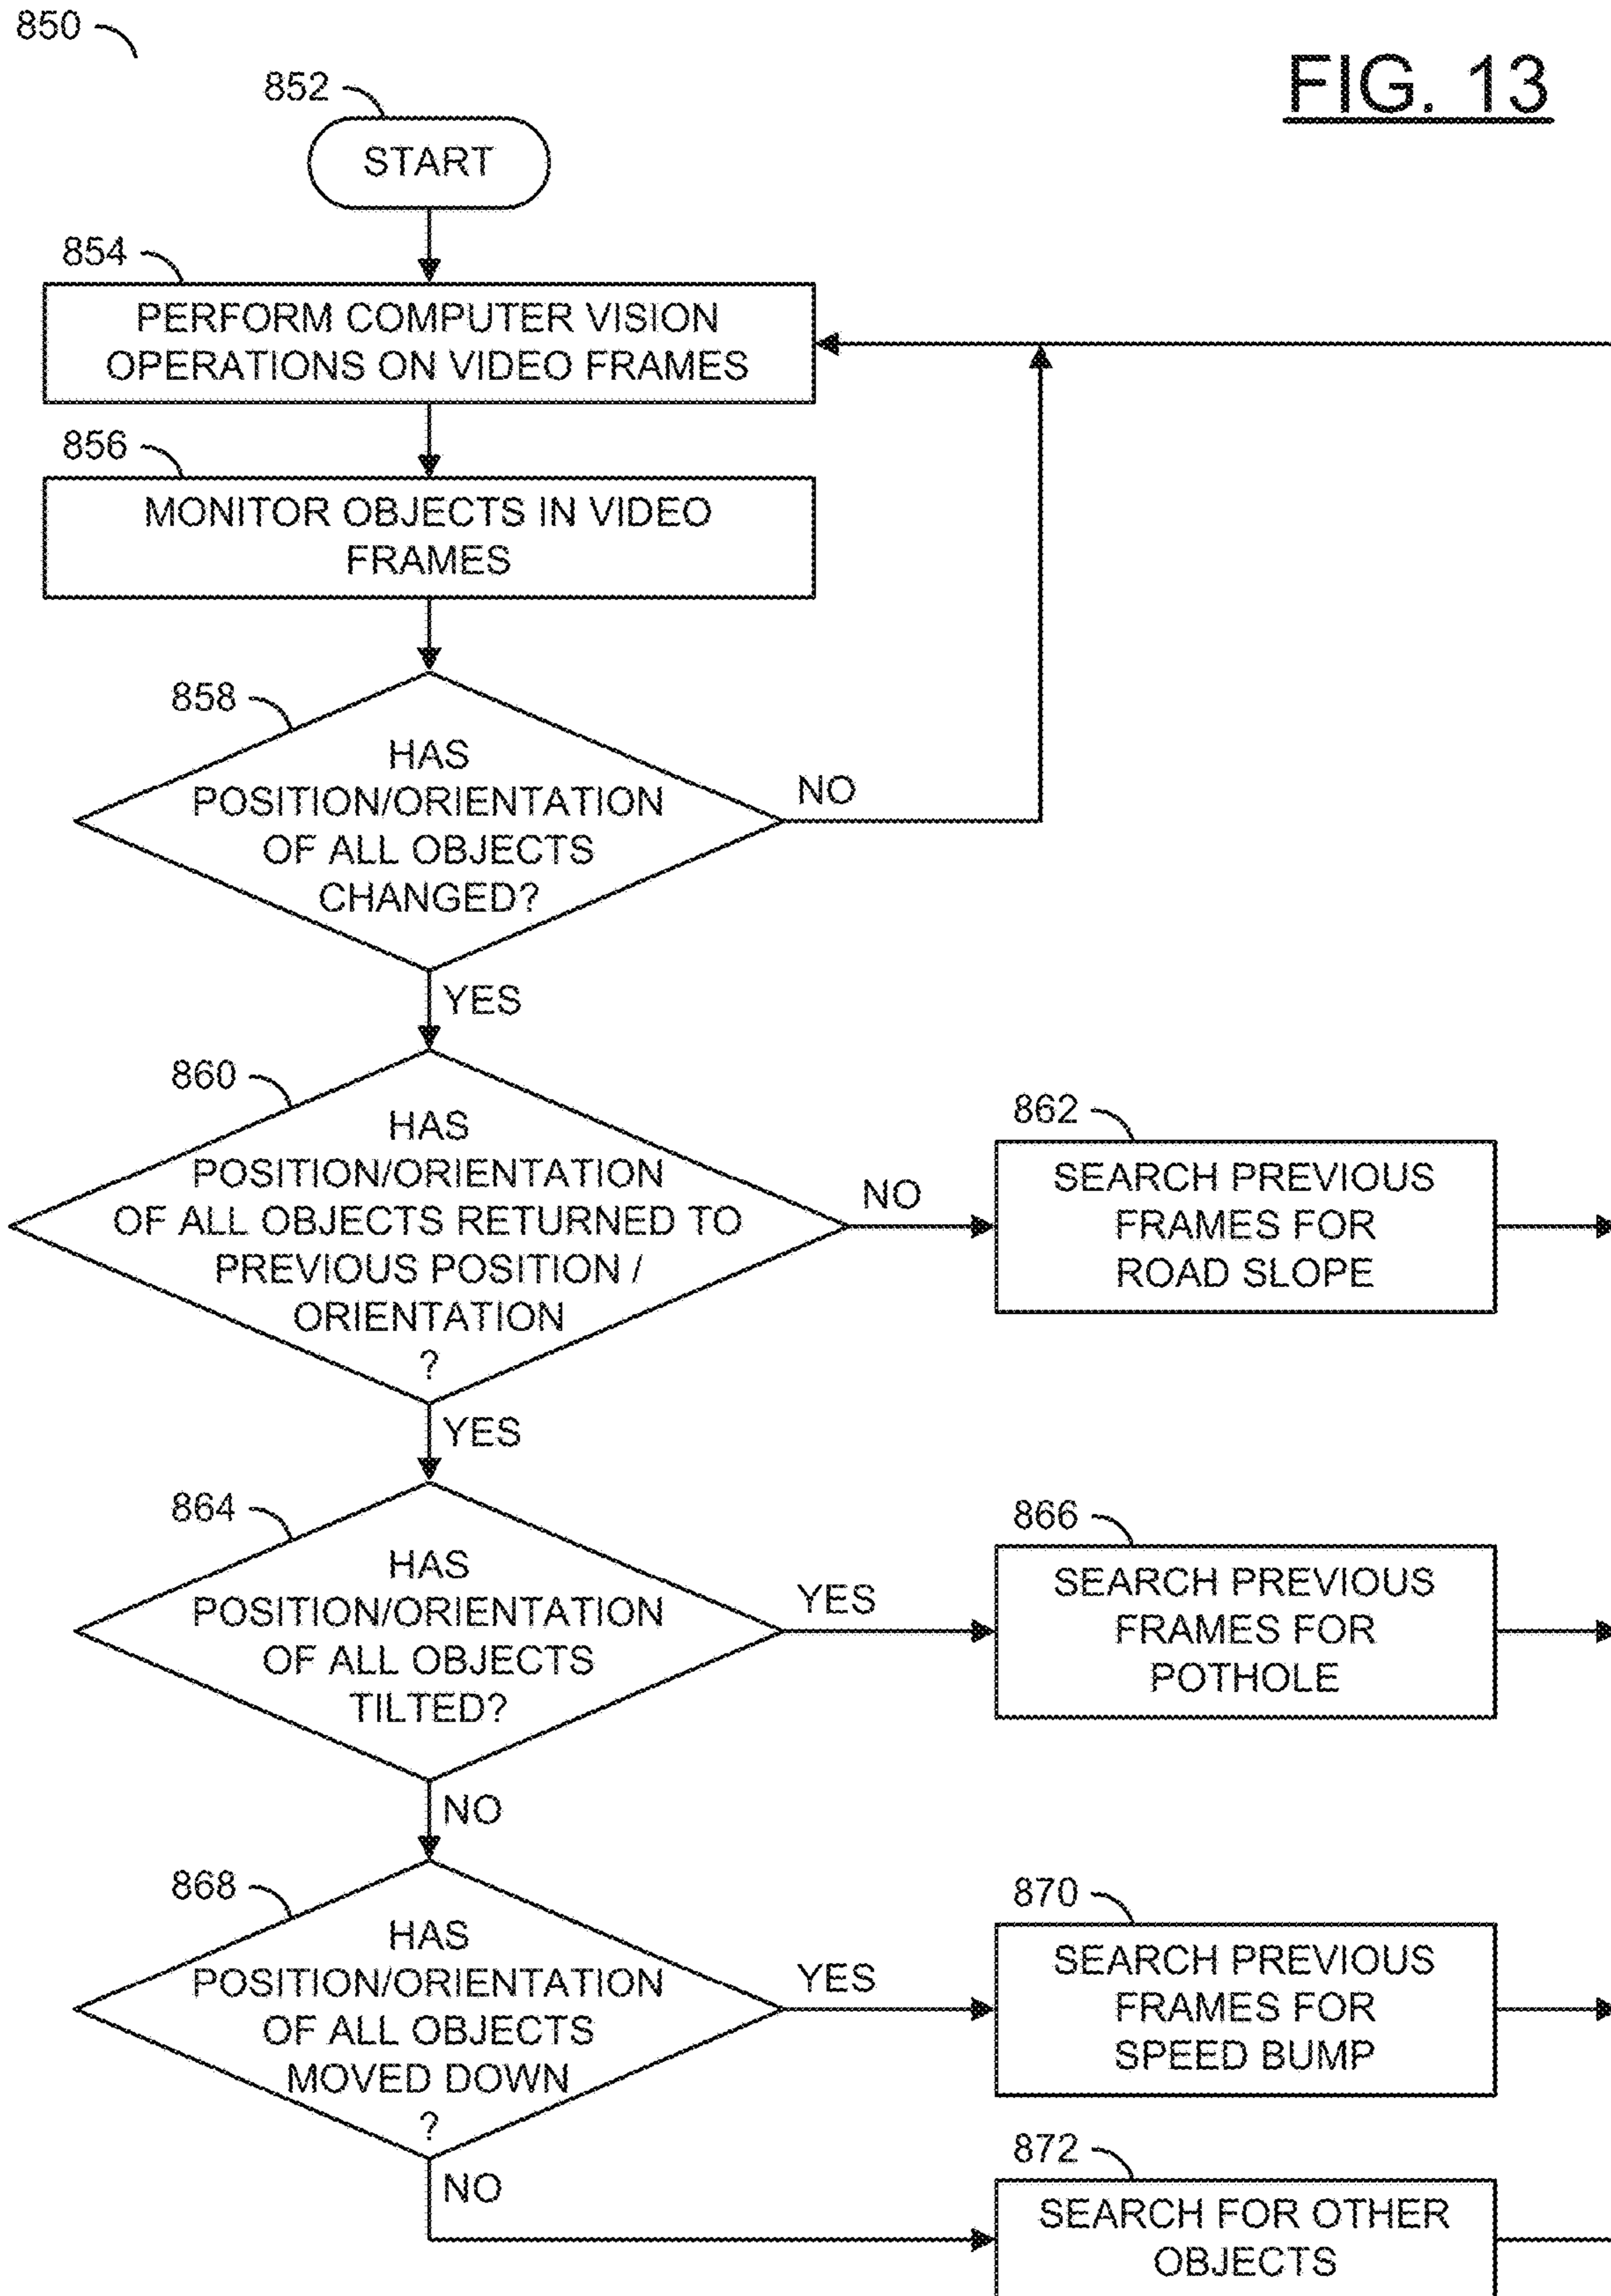 850
FIG. 13
852
START
854
PERFORM COMPUTER VISION
OPERATIONS ON VIDEO FRAMES
856
MONITOR OBJECTS IN VIDEO
FRAMES
858
HAS
POSITION/ORIENTATION
OF ALL OBJECTS
CHANGED?
NO
YES
860
HAS
POSITION/ORIENTATION
OF ALL OBJECTS RETURNED TO
PREVIOUS POSITION /
ORIENTATION
?
NO
862
SEARCH PREVIOUS
FRAMES FOR
ROAD SLOPE
YES
864
HAS
POSITION/ORIENTATION
OF ALL OBJECTS
TILTED?
YES
866
SEARCH PREVIOUS
FRAMES FOR
POTHOLE
NO
868
HAS
POSITION/ORIENTATION
OF ALL OBJECTS
MOVED DOWN
?
YES
870
SEARCH PREVIOUS
FRAMES FOR
SPEED BUMP
NO
872
SEARCH FOR OTHER
OBJECTS